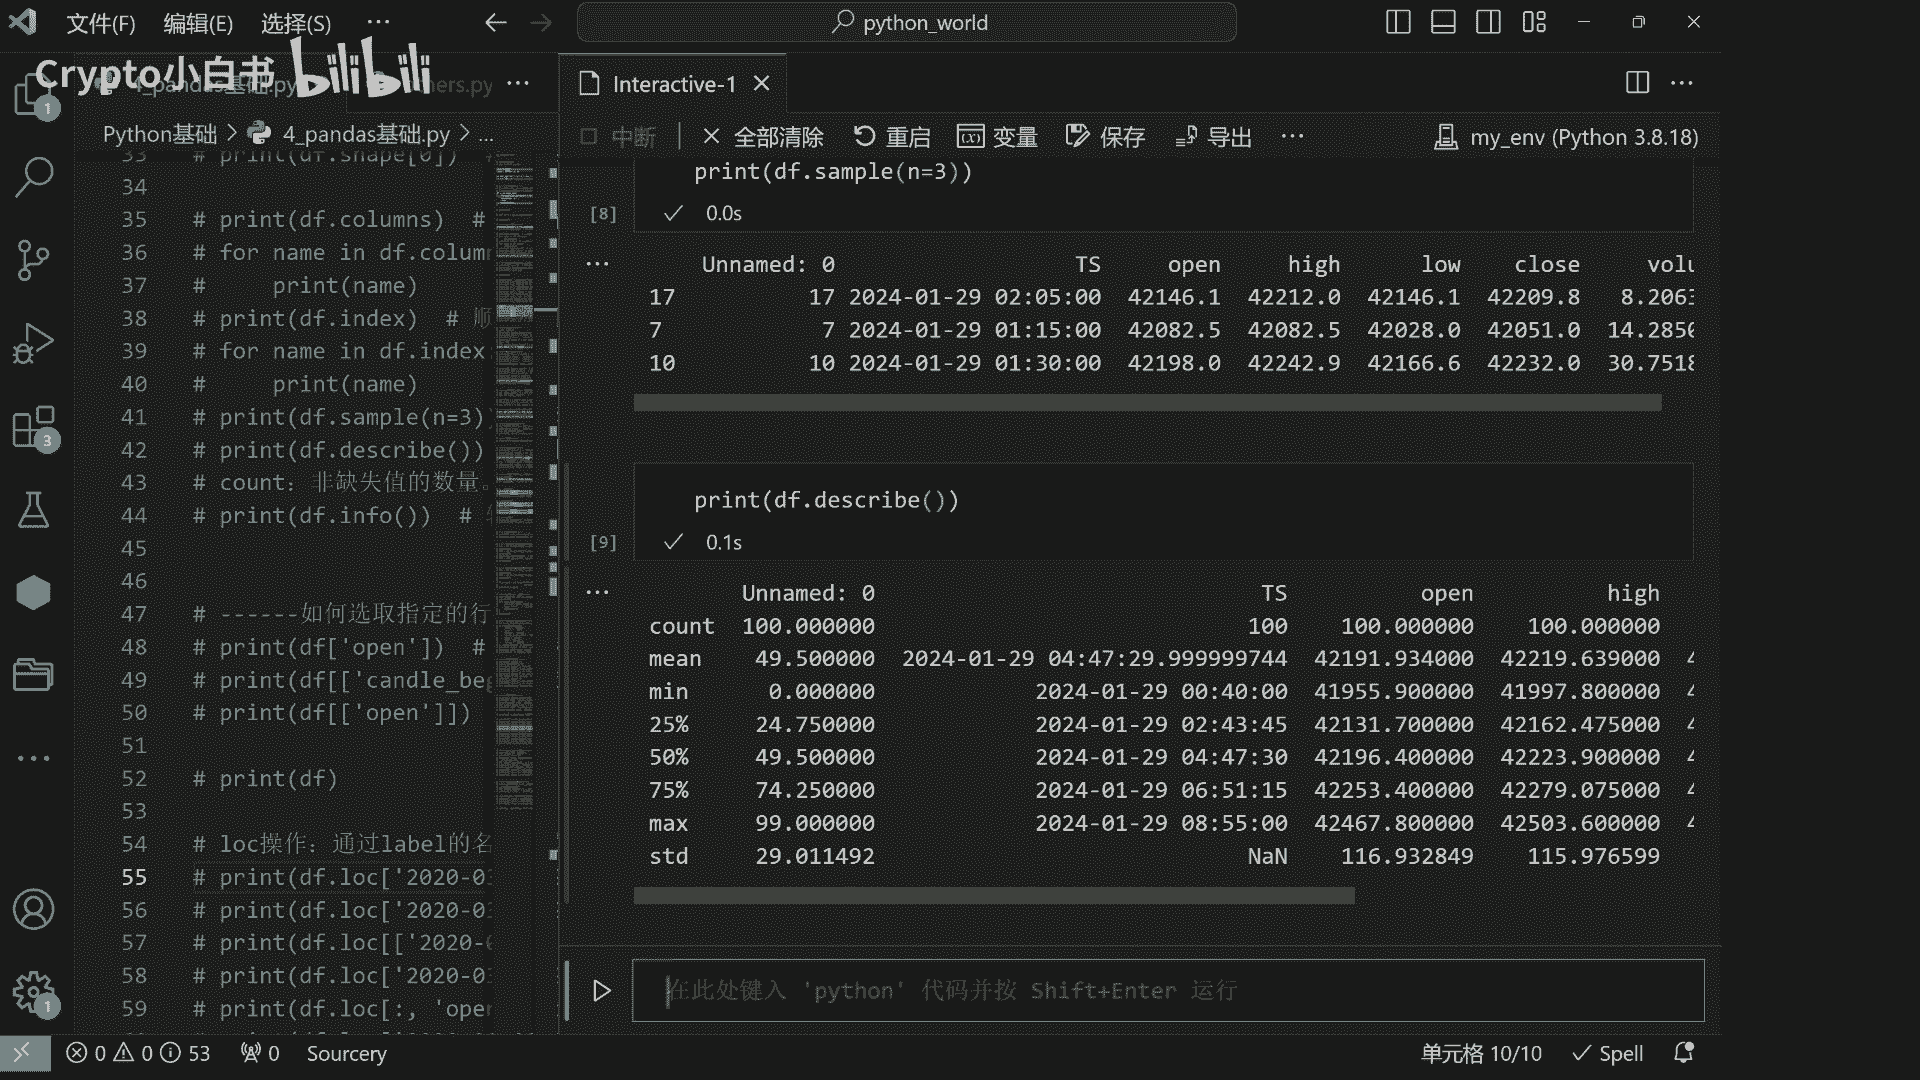 文件(F) 编辑(E) 选择(S) ··· python_world
Crypto小白书 bilibili
4_pandas基础.py hers.py ··· Interactive-1
Python基础 > 4_pandas基础.py > ...
中断 全部清除 重启 变量 保存 导出 ··· my_env (Python 3.8.18)
33 # print(df.shape[0]) #
34
35 # print(df.columns) #
36 # for name in df.colum
37 # print(name)
38 # print(df.index) # 顺
39 # for name in df.index
40 # print(name)
41 # print(df.sample(n=3)
42 # print(df.describe())
43 # count：非缺失值的数量。
44 # print(df.info()) #
45
46
47 # ------如何选取指定的行
48 # print(df['open']) #
49 # print(df[['candle_beg
50 # print(df[['open']])
51
52 # print(df)
53
54 # loc操作：通过label的名
55 # print(df.loc['2020-03
56 # print(df.loc['2020-03
57 # print(df.loc[['2020-0
58 # print(df.loc['2020-03
59 # print(df.loc[:, 'open
print(df.sample(n=3))
[8] 0.0s
Unnamed: 0 TS open high low close volu
17 17 2024-01-29 02:05:00 42146.1 42212.0 42146.1 42209.8 8.2063
7 7 2024-01-29 01:15:00 42082.5 42082.5 42028.0 42051.0 14.2850
10 10 2024-01-29 01:30:00 42198.0 42242.9 42166.6 42232.0 30.7518
print(df.describe())
[9] 0.1s
Unnamed: 0 TS open high
count 100.000000 100 100.000000 100.000000
mean 49.500000 2024-01-29 04:47:29.999999744 42191.934000 42219.639000 4
min 0.000000 2024-01-29 00:40:00 41955.900000 41997.800000 4
25% 24.750000 2024-01-29 02:43:45 42131.700000 42162.475000 4
50% 49.500000 2024-01-29 04:47:30 42196.400000 42223.900000 4
75% 74.250000 2024-01-29 06:51:15 42253.400000 42279.075000 4
max 99.000000 2024-01-29 08:55:00 42467.800000 42503.600000 4
std 29.011492 NaN 116.932849 115.976599
在此处键入 'python' 代码并按 Shift+Enter 运行
1
3
1
0 0 53 0 Sourcery 单元格 10/10 Spell